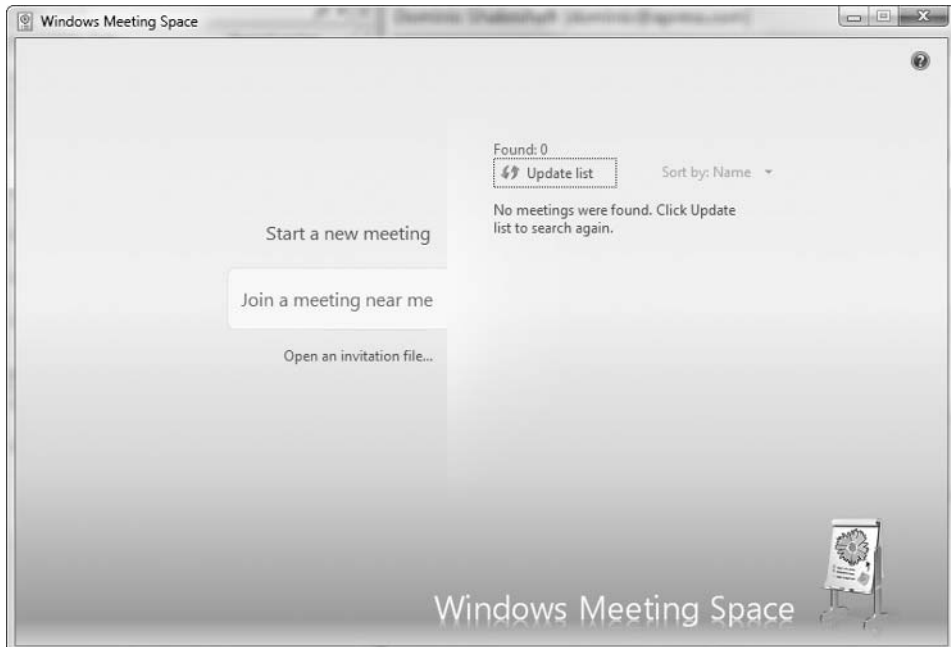 Windows Meeting Space
Found: 0
Update list
Sort by: Name
No meetings were found. Click Update
list to search again.
Start a new meeting
Join a meeting near me
Open an invitation file...
Windows Meeting Space